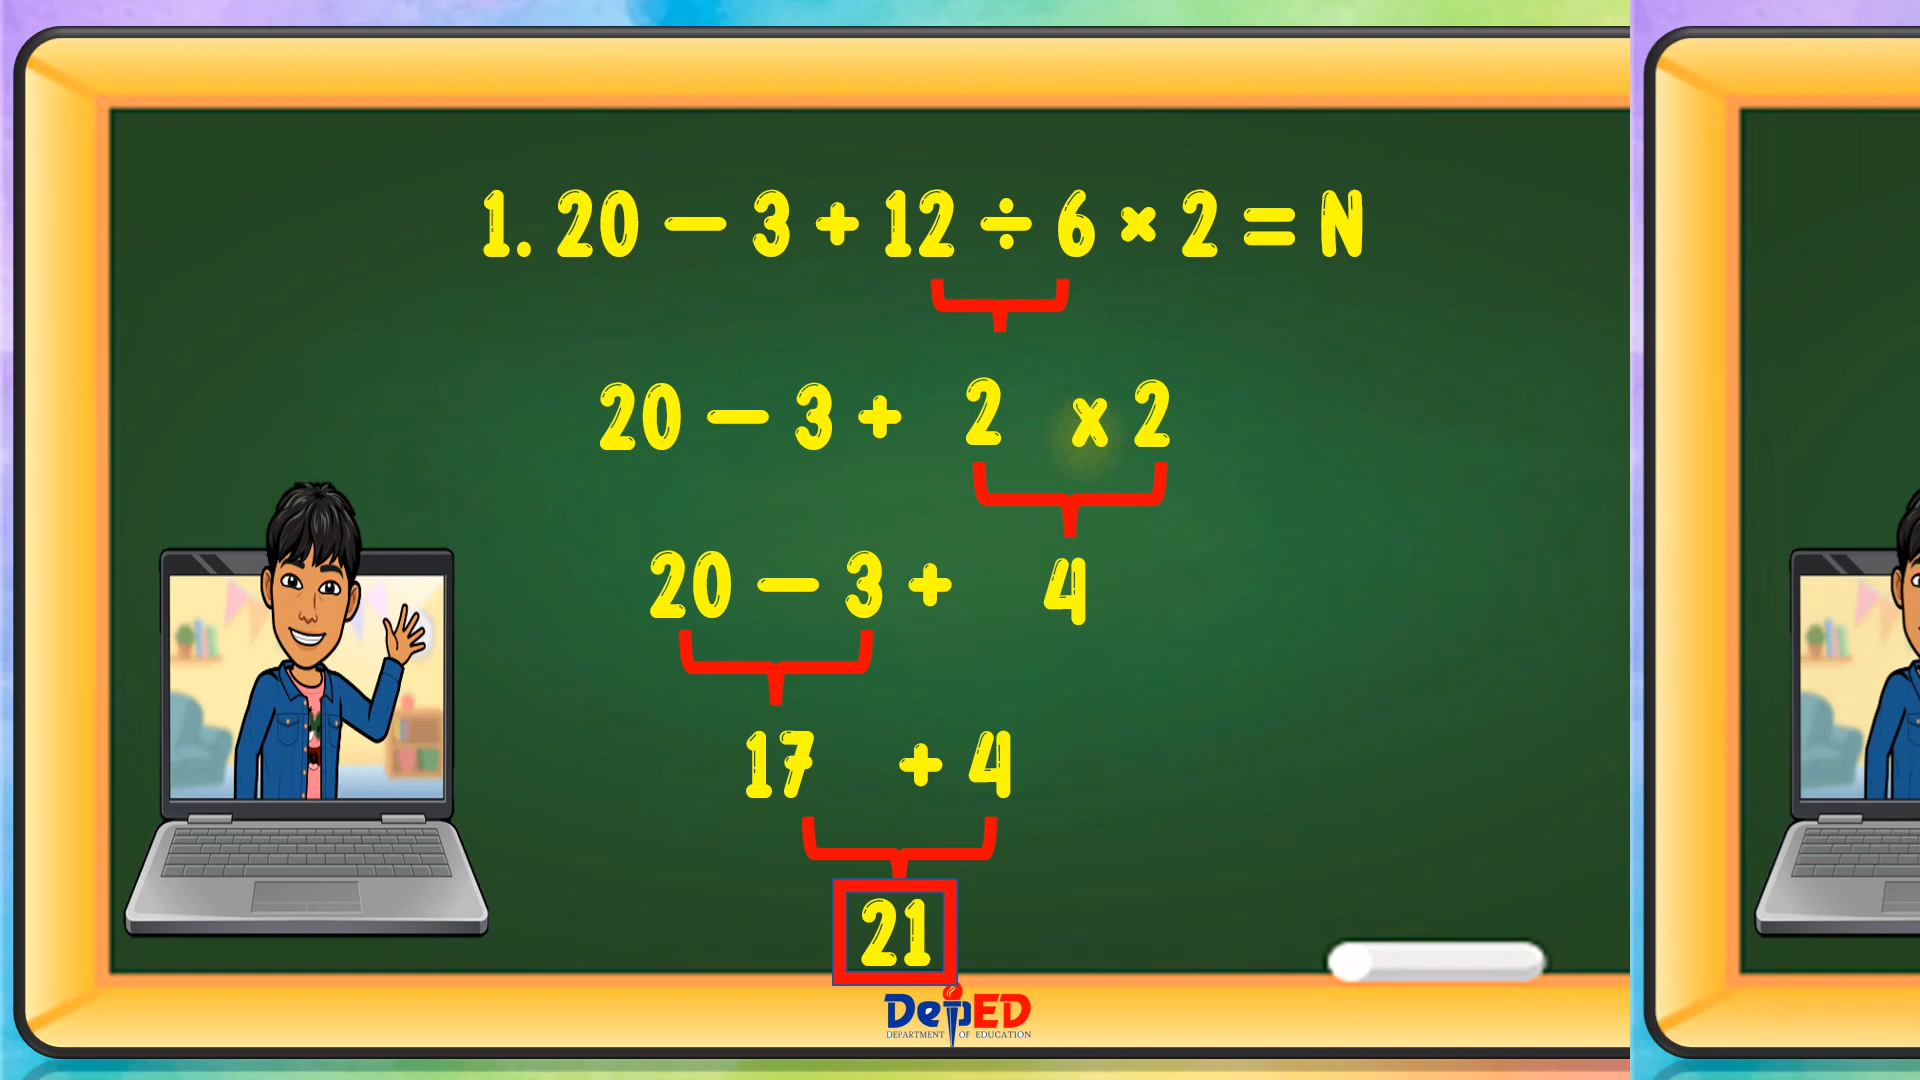 1. 20 – 3 + 12 ÷ 6 × 2 = N
20 – 3 + 2 x 2
20 – 3 + 4
17 + 4
21
DepED
DEPARTMENT OF EDUCATION